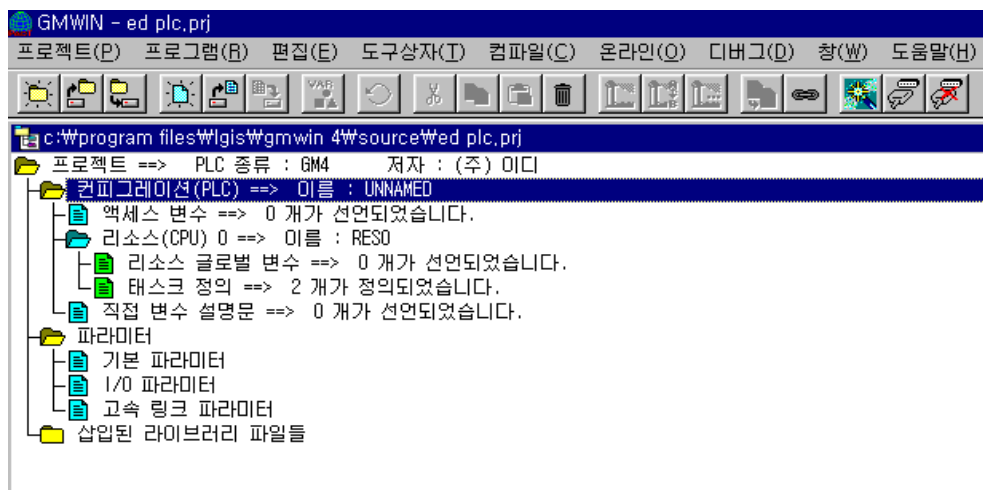 GMWIN - ed plc.prj
프로젝트(P) 프로그램(R) 편집(E) 도구상자(T) 컴파일(C) 온라인(O) 디버그(D) 창(W) 도움말(H)
VAR
c:₩program files₩lgis₩gmwin 4₩source₩ed plc.prj
프로젝트 ==> PLC 종류 : GM4 저자 : (주) 이디
컨피그레이션(PLC) ==> 이름 : UNNAMED
액세스 변수 ==> 0 개가 선언되었습니다.
리소스(CPU) 0 ==> 이름 : RES0
리소스 글로벌 변수 ==> 0 개가 선언되었습니다.
태스크 정의 ==> 2 개가 정의되었습니다.
직접 변수 설명문 ==> 0 개가 선언되었습니다.
파라미터
기본 파라미터
I/O 파라미터
고속 링크 파라미터
삽입된 라이브러리 파일들